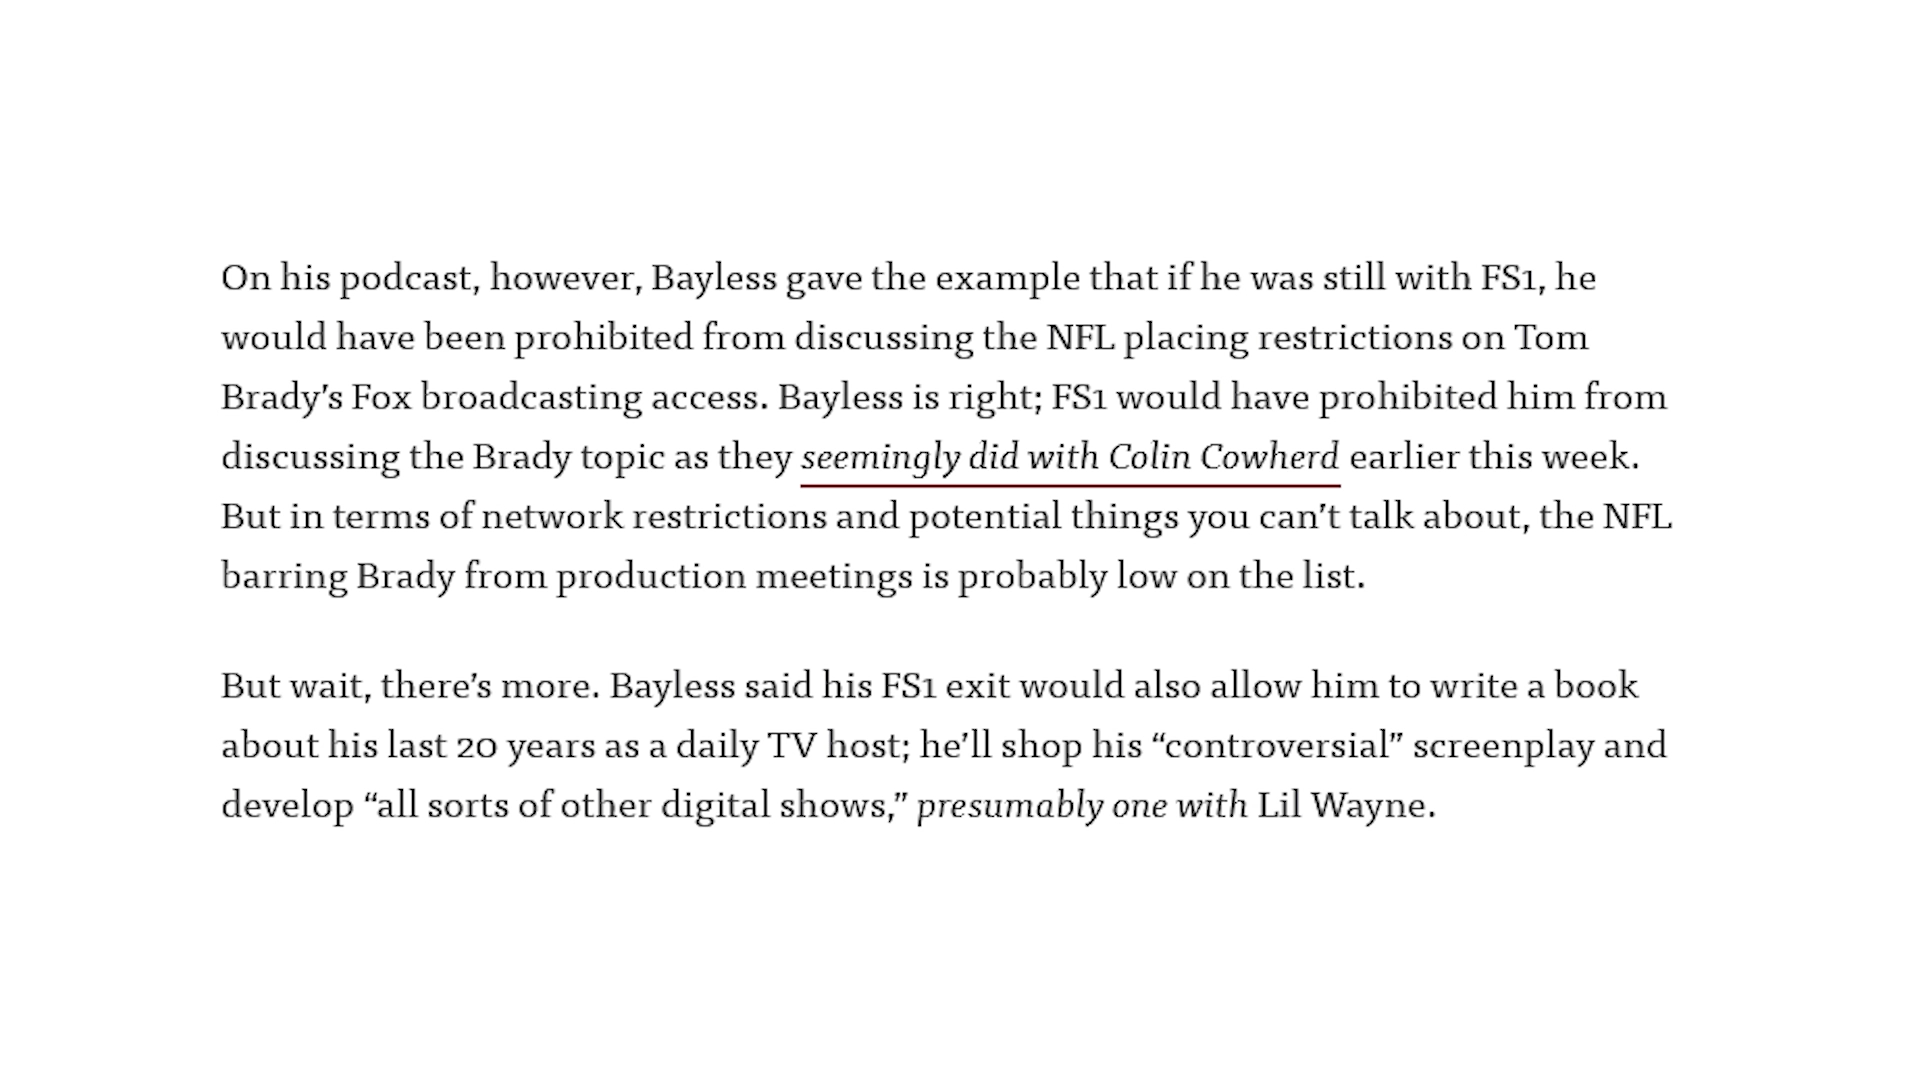 On his podcast, however, Bayless gave the example that if he was still with FS1, he
would have been prohibited from discussing the NFL placing restrictions on Tom
Brady’s Fox broadcasting access. Bayless is right; FS1 would have prohibited him from
discussing the Brady topic as they seemingly did with Colin Cowherd earlier this week.
But in terms of network restrictions and potential things you can’t talk about, the NFL
barring Brady from production meetings is probably low on the list.
But wait, there’s more. Bayless said his FS1 exit would also allow him to write a book
about his last 20 years as a daily TV host; he’ll shop his “controversial” screenplay and
develop “all sorts of other digital shows,” presumably one with Lil Wayne.